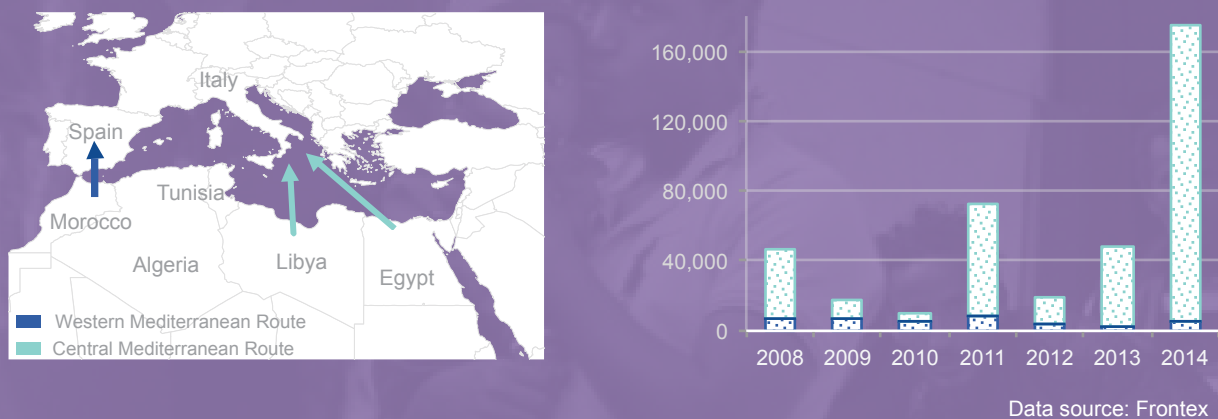 Italy
Spain
Tunisia
Morocco
Algeria
Libya
Egypt
Western Mediterranean Route
Central Mediterranean Route
160,000
120,000
80,000
40,000
0
2008 2009 2010 2011 2012 2013 2014
Data source: Frontex